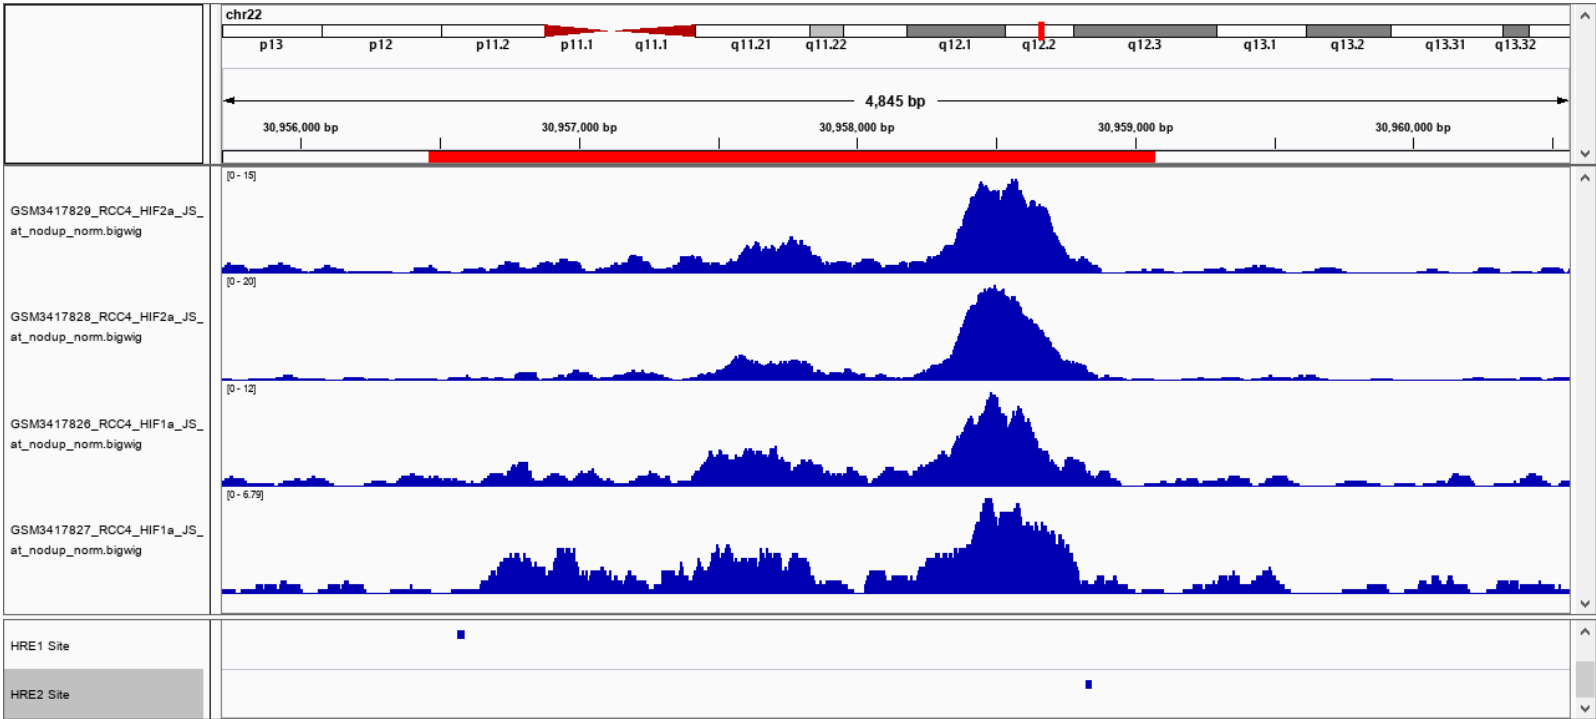 chr22
p13 p12 p11.2 p11.1 q11.1 q11.21 q11.22 q12.1 q12.2 q12.3 q13.1 q13.2 q13.31 q13.32
4,845 bp
30,956,000 bp 30,957,000 bp 30,958,000 bp 30,959,000 bp 30,960,000 bp
[0 - 15]
GSM3417829_RCC4_HIF2a_JS_
at_nodup_norm.bigwig
[0 - 20]
GSM3417828_RCC4_HIF2a_JS_
at_nodup_norm.bigwig
[0 - 12]
GSM3417826_RCC4_HIF1a_JS_
at_nodup_norm.bigwig
[0 - 6.79]
GSM3417827_RCC4_HIF1a_JS_
at_nodup_norm.bigwig
HRE1 Site
HRE2 Site